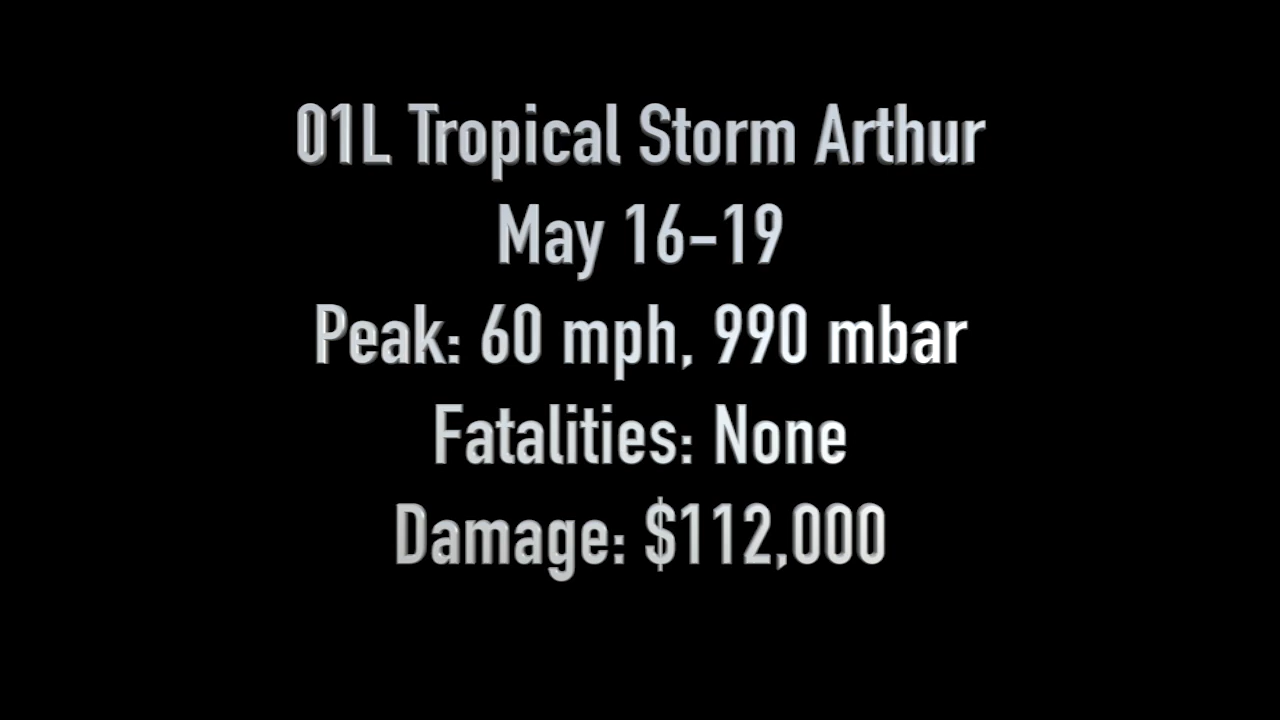 01L Tropical Storm Arthur
May 16-19
Peak: 60 mph, 990 mbar
Fatalities: None
Damage: $112,000